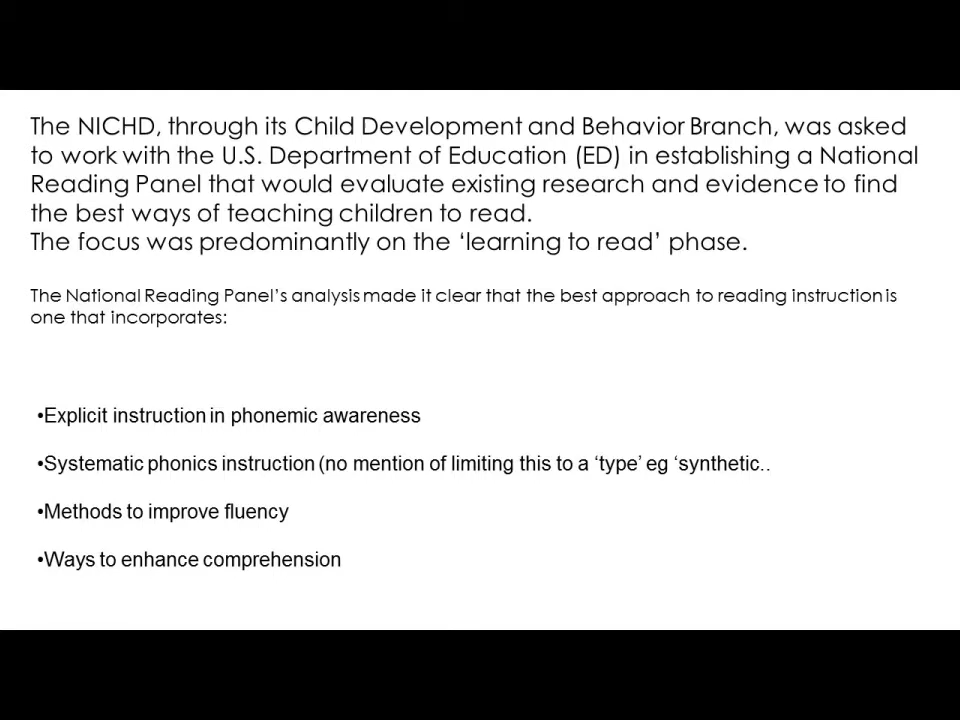 The NICHD, through its Child Development and Behavior Branch, was asked
to work with the U.S. Department of Education (ED) in establishing a National
Reading Panel that would evaluate existing research and evidence to find
the best ways of teaching children to read.
The focus was predominantly on the ‘learning to read’ phase.
The National Reading Panel’s analysis made it clear that the best approach to reading instruction is
one that incorporates:
•Explicit instruction in phonemic awareness
•Systematic phonics instruction (no mention of limiting this to a ‘type’ eg ‘synthetic..
•Methods to improve fluency
•Ways to enhance comprehension